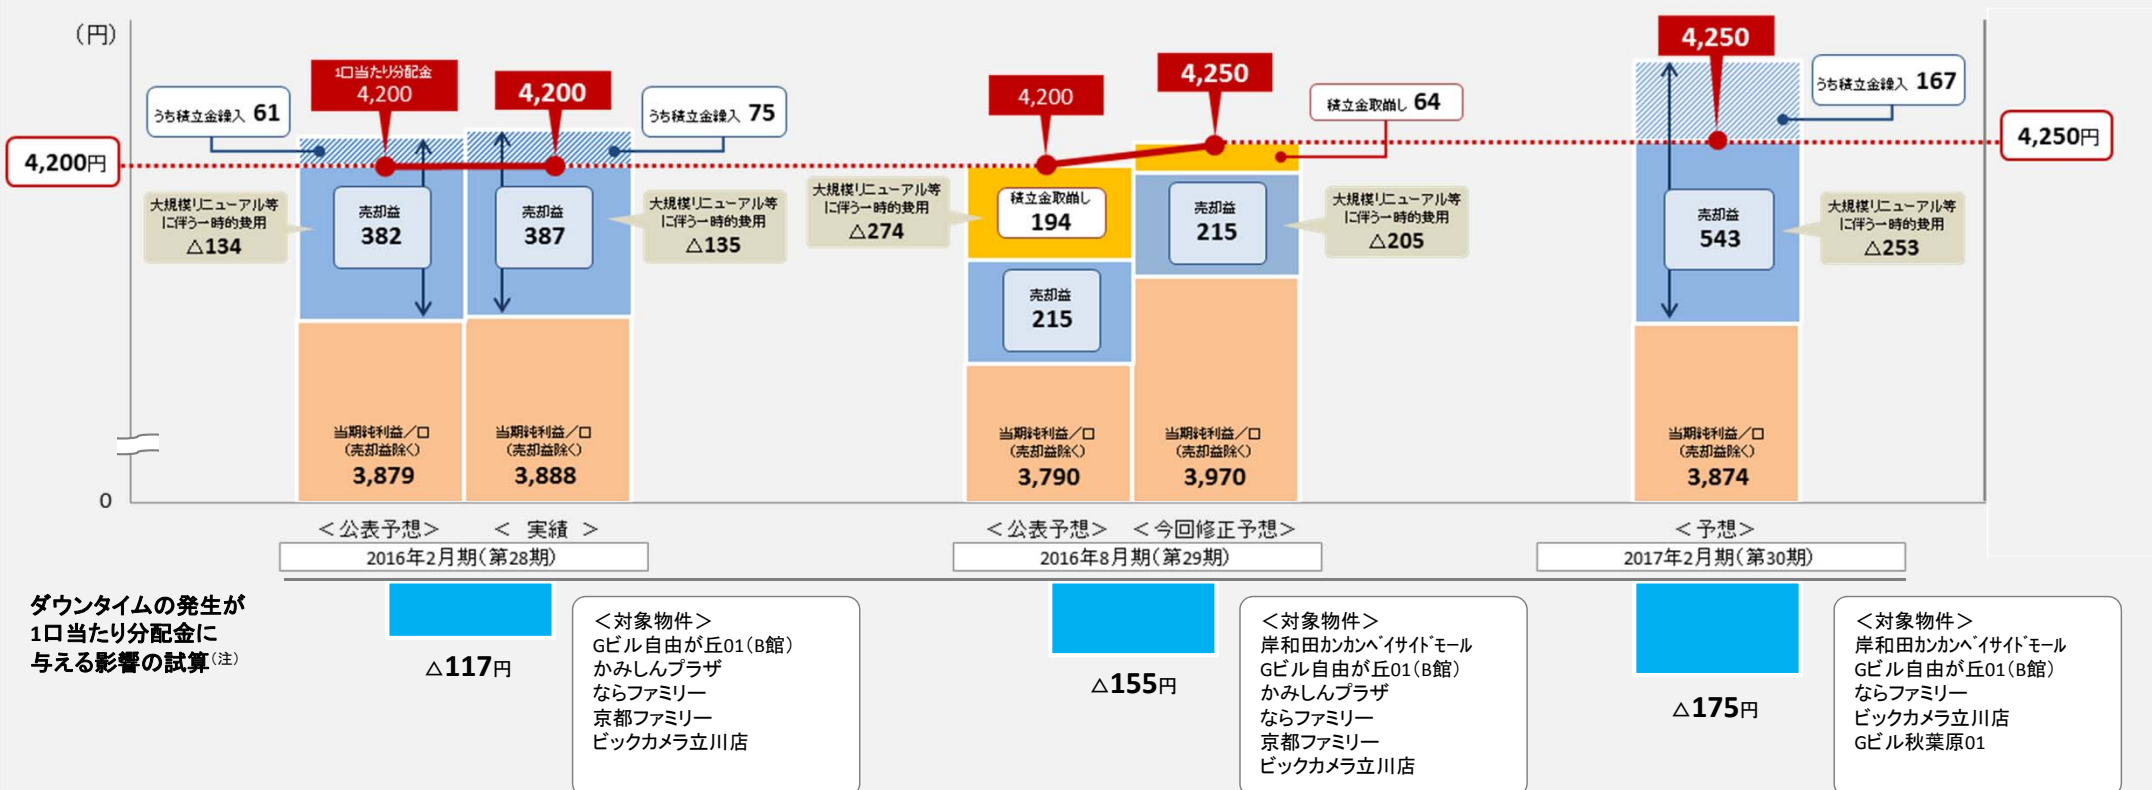 （円）
4,200円
うち積立金繰入 61
1口当たり分配金
4,200
4,200
うち積立金繰入 75
大規模リニューアル等
に伴う一時的費用
△134
売却益
382
売却益
387
大規模リニューアル等
に伴う一時的費用
△135
当期純利益／口
（売却益除く）
3,879
当期純利益／口
（売却益除く）
3,888
4,200
4,250
積立金取崩し 64
大規模リニューアル等
に伴う一時的費用
△274
積立金取崩し
194
売却益
215
売却益
215
大規模リニューアル等
に伴う一時的費用
△205
当期純利益／口
（売却益除く）
3,790
当期純利益／口
（売却益除く）
3,970
4,250
うち積立金繰入 167
4,250円
売却益
543
大規模リニューアル等
に伴う一時的費用
△253
当期純利益／口
（売却益除く）
3,874
0
＜公表予想＞ ＜ 実績 ＞
2016年2月期（第28期）
＜公表予想＞ ＜今回修正予想＞
2016年8月期（第29期）
＜予想＞
2017年2月期（第30期）
ダウンタイムの発生が
1口当たり分配金に
与える影響の試算（注）
△117円
＜対象物件＞
Gビル自由が丘01（B館）
かみしんプラザ
ならファミリー
京都ファミリー
ビックカメラ立川店
△155円
＜対象物件＞
岸和田ｶﾝｶﾝﾍﾞｲｻｲﾄﾞﾓｰﾙ
Gビル自由が丘01（B館）
かみしんプラザ
ならファミリー
京都ファミリー
ビックカメラ立川店
△175円
＜対象物件＞
岸和田ｶﾝｶﾝﾍﾞｲｻｲﾄﾞﾓｰﾙ
Gビル自由が丘01（B館）
ならファミリー
ビックカメラ立川店
Gビル秋葉原01